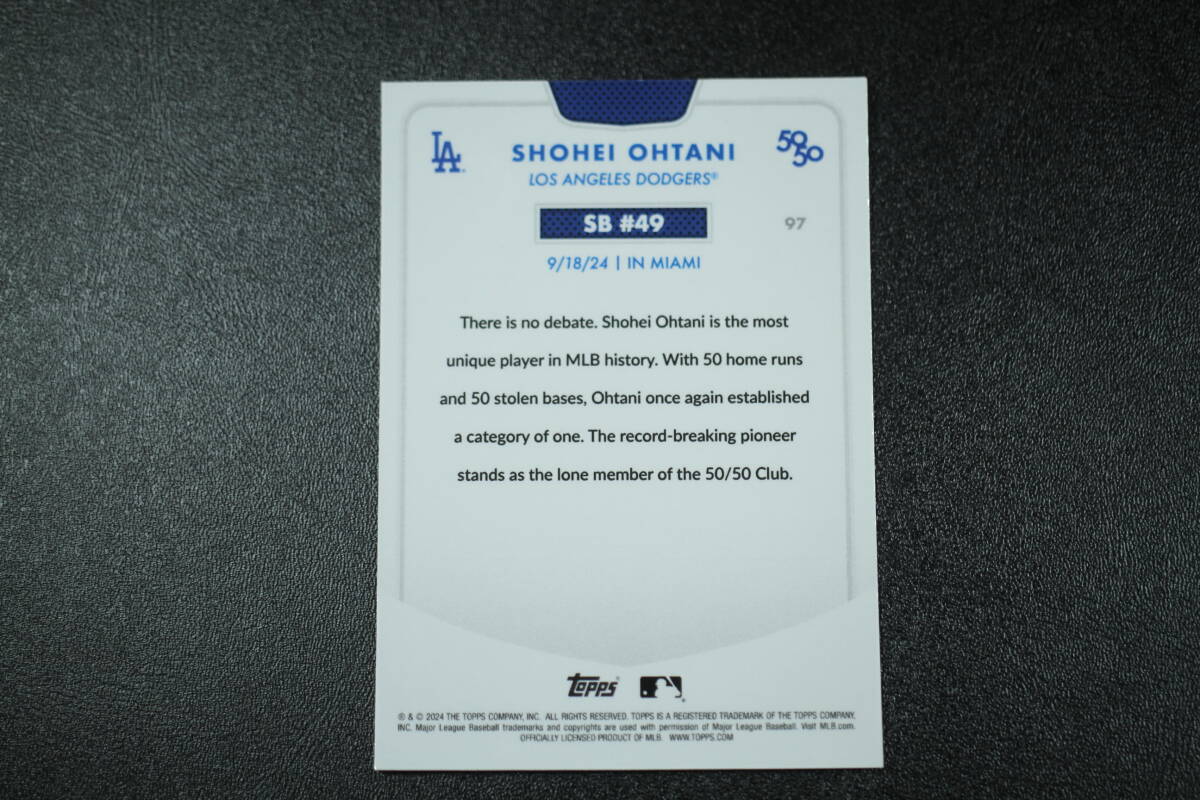 LA
SHOHEI OHTANI
50
50
LOS ANGELES DODGERS®
SB #49
97
9/18/24 | IN MIAMI
There is no debate. Shohei Ohtani is the most
unique player in MLB history. With 50 home runs
and 50 stolen bases, Ohtani once again established
a category of one. The record-breaking pioneer
stands as the lone member of the 50/50 Club.
Topps
® & © 2024 THE TOPPS COMPANY, INC. ALL RIGHTS RESERVED. TOPPS IS A REGISTERED TRADEMARK OF THE TOPPS COMPANY,
INC. Major League Baseball trademarks and copyrights are used with permission of Major League Baseball. Visit MLB.com.
OFFICIALLY LICENSED PRODUCT OF MLB. WWW.TOPPS.COM